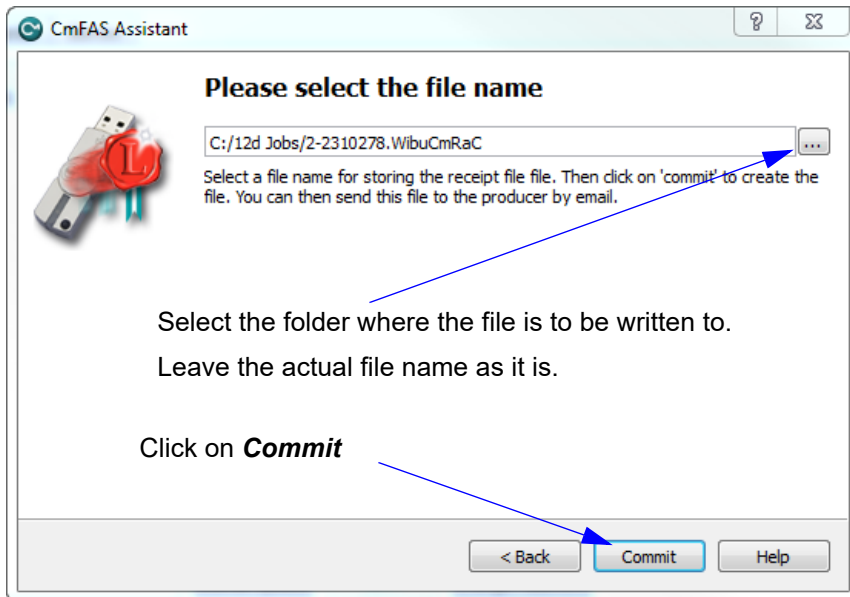 CmFAS Assistant
Please select the file name
C:/12d Jobs/2-2310278.WibuCmRaC
...
Select a file name for storing the receipt file file. Then click on 'commit' to create the
file. You can then send this file to the producer by email.
L
Select the folder where the file is to be written to.
Leave the actual file name as it is.
Click on Commit
< Back
Commit
Help